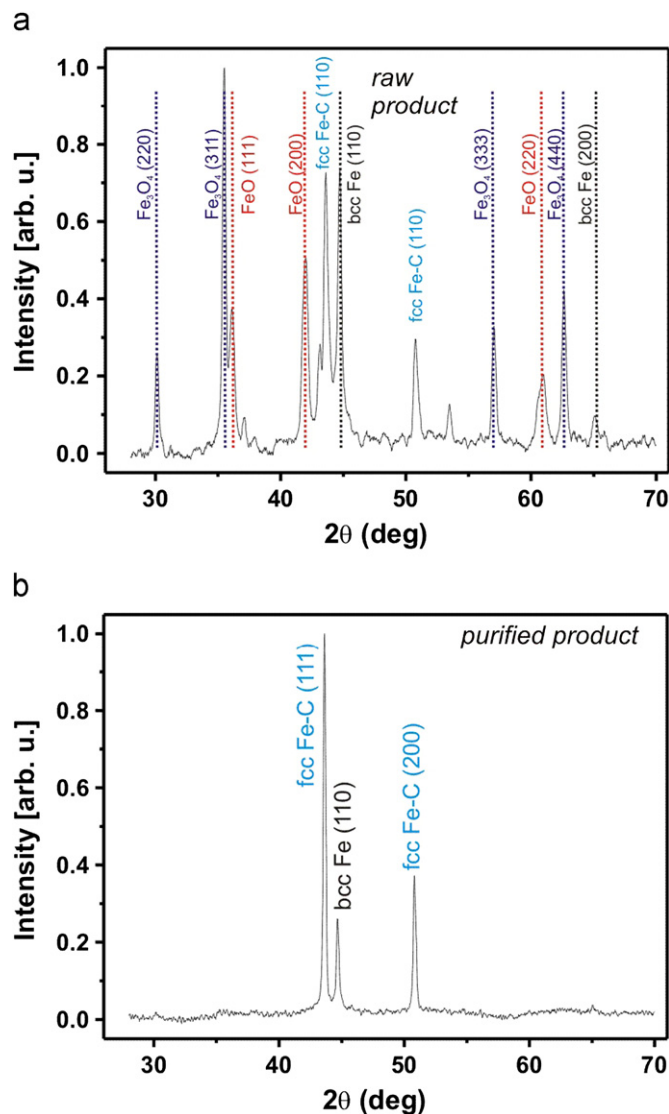 a
raw
product
Fe₃O₄ (220)
Fe₃O₄ (311)
FeO (111)
FeO (200)
fcc Fe-C (110)
bcc Fe (110)
fcc Fe-C (110)
Fe₃O₄ (333)
FeO (220)
Fe₃O₄ (440)
bcc Fe (200)
Intensity [arb. u.]
1.0
0.8
0.6
0.4
0.2
0.0
30 40 50 60 70
2θ (deg)
b
purified product
fcc Fe-C (111)
bcc Fe (110)
fcc Fe-C (200)
Intensity [arb. u.]
1.0
0.8
0.6
0.4
0.2
0.0
30 40 50 60 70
2θ (deg)